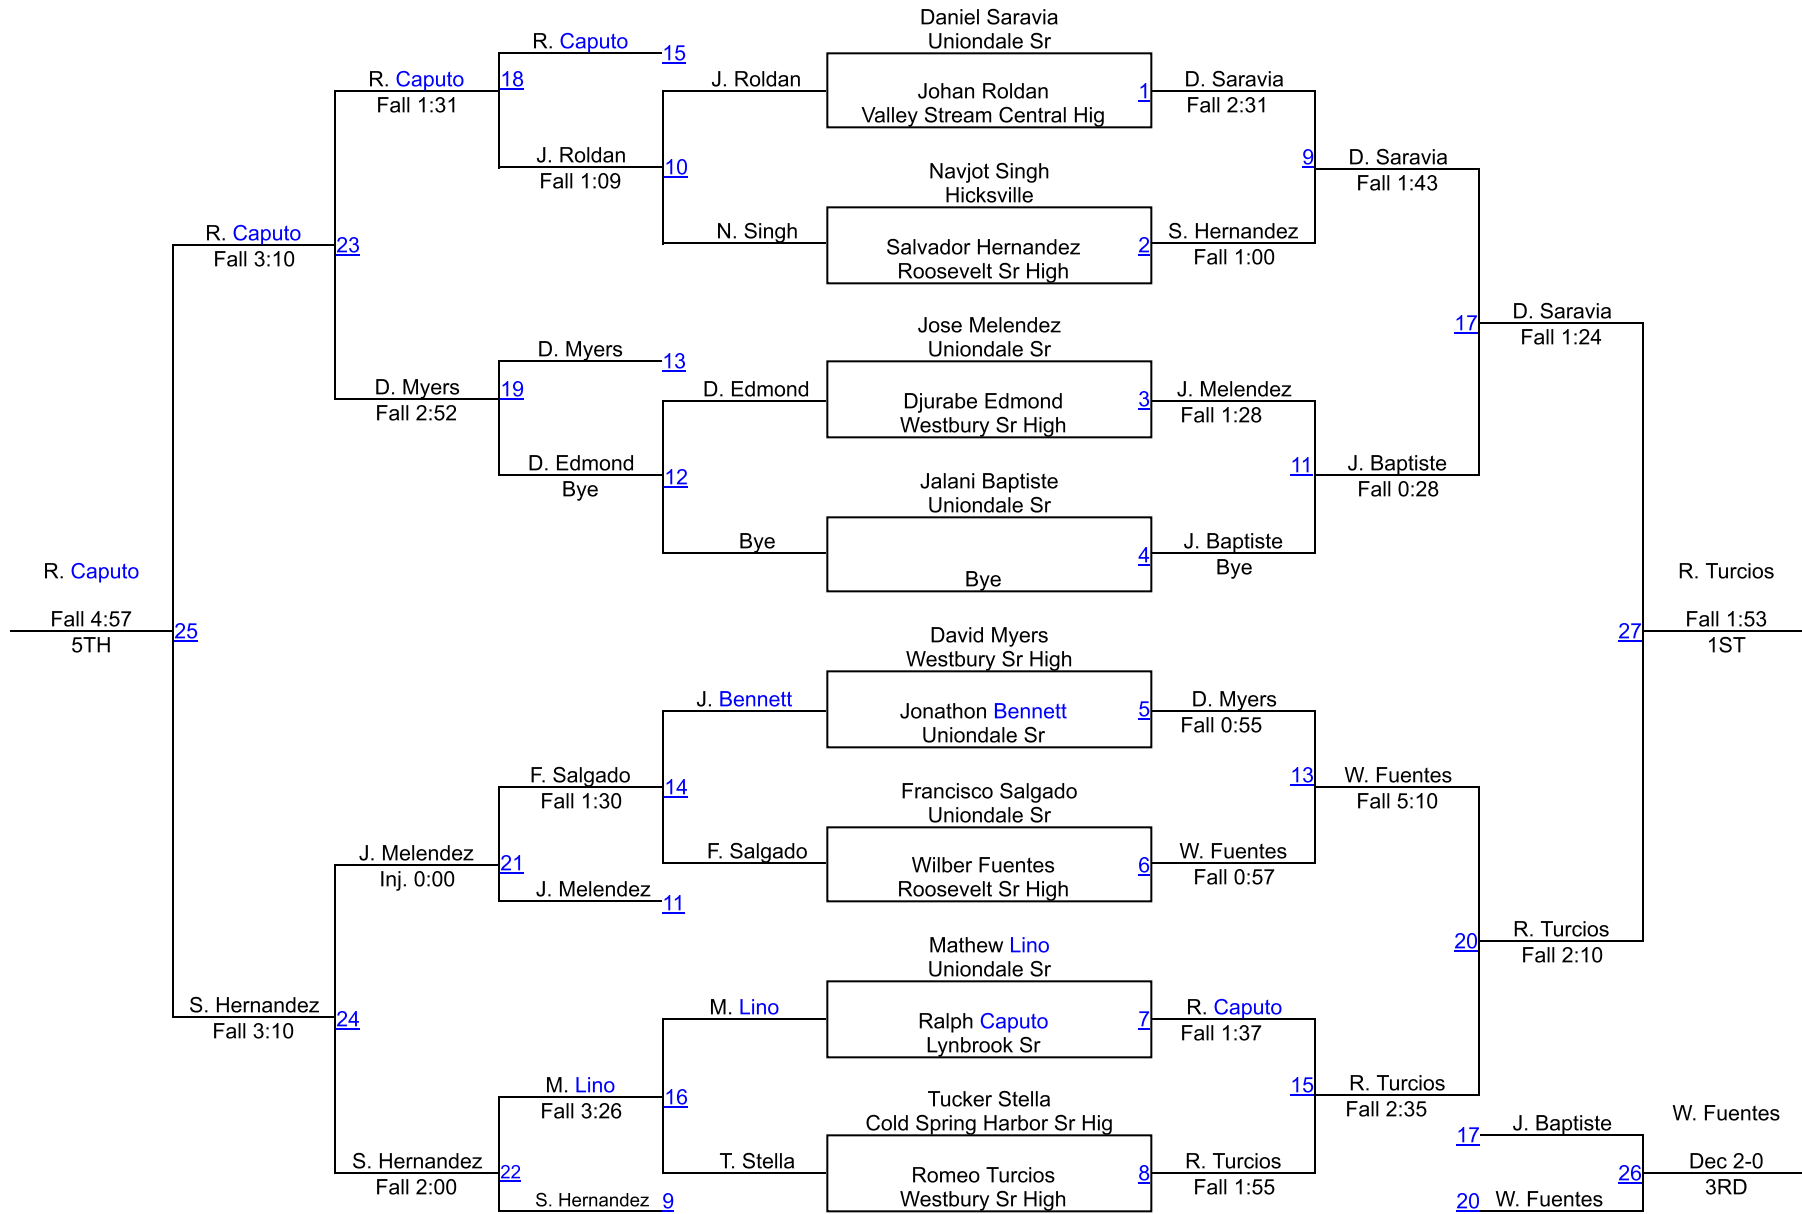 Daniel Saravia
Uniondale Sr
R. Caputo
15
R. Caputo
18
J. Roldan
Johan Roldan
1
D. Saravia
Fall 1:31
Valley Stream Central Hig
Fall 2:31
J. Roldan
10
9
D. Saravia
Fall 1:09
Navjot Singh
Fall 1:43
Hicksville
R. Caputo
23
N. Singh
Salvador Hernandez
2
S. Hernandez
Fall 3:10
Roosevelt Sr High
Fall 1:00
Jose Melendez
17
D. Saravia
D. Myers
13
Uniondale Sr
Fall 1:24
D. Myers
19
D. Edmond
Djurabe Edmond
3
J. Melendez
Fall 2:52
Westbury Sr High
Fall 1:28
D. Edmond
12
11
J. Baptiste
Bye
Jalani Baptiste
Fall 0:28
Uniondale Sr
Bye
4
J. Baptiste
Bye
Bye
R. Caputo
R. Turcios
Fall 4:57
25
27
Fall 1:53
5TH
David Myers
1ST
Westbury Sr High
J. Bennett
Jonathon Bennett
5
D. Myers
Uniondale Sr
Fall 0:55
F. Salgado
14
13
W. Fuentes
Fall 1:30
Francisco Salgado
Fall 5:10
Uniondale Sr
J. Melendez
21
F. Salgado
Wilber Fuentes
6
W. Fuentes
Inj. 0:00
Roosevelt Sr High
Fall 0:57
J. Melendez
11
Mathew Lino
20
R. Turcios
Uniondale Sr
Fall 2:10
S. Hernandez
24
M. Lino
Ralph Caputo
7
R. Caputo
Fall 3:10
Lynbrook Sr
Fall 1:37
M. Lino
16
15
R. Turcios
Fall 3:26
Tucker Stella
Fall 2:35
Cold Spring Harbor Sr Hig
17
J. Baptiste
W. Fuentes
S. Hernandez
22
T. Stella
Romeo Turcios
8
R. Turcios
26
Dec 2-0
Fall 2:00
Westbury Sr High
Fall 1:55
3RD
S. Hernandez
9
20
W. Fuentes